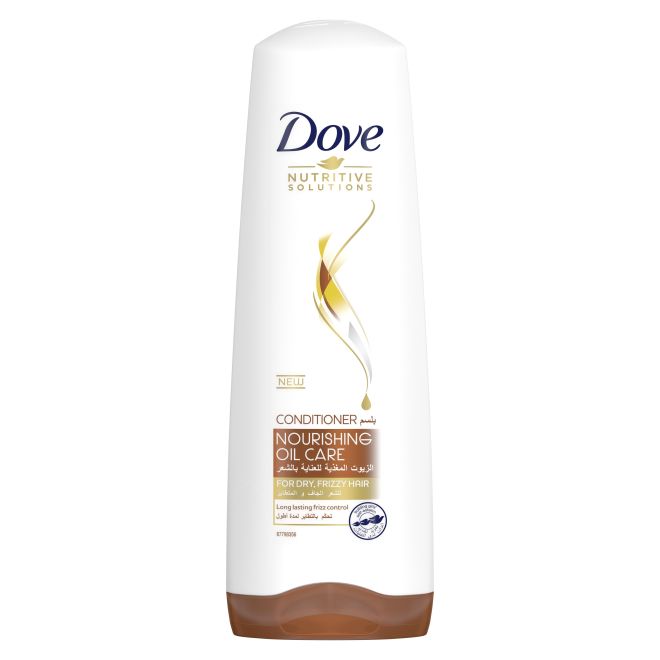 Dove
NUTRITIVE
SOLUTIONS
NEW
CONDITIONER بلسم
NOURISHING
OIL CARE
الزيوت المغذية للعناية بالشعر
FOR DRY, FRIZZY HAIR
للشعر الجاف و المتطاير
Long lasting frizz control
تحكم بالتطاير لمدة أطول
67798356